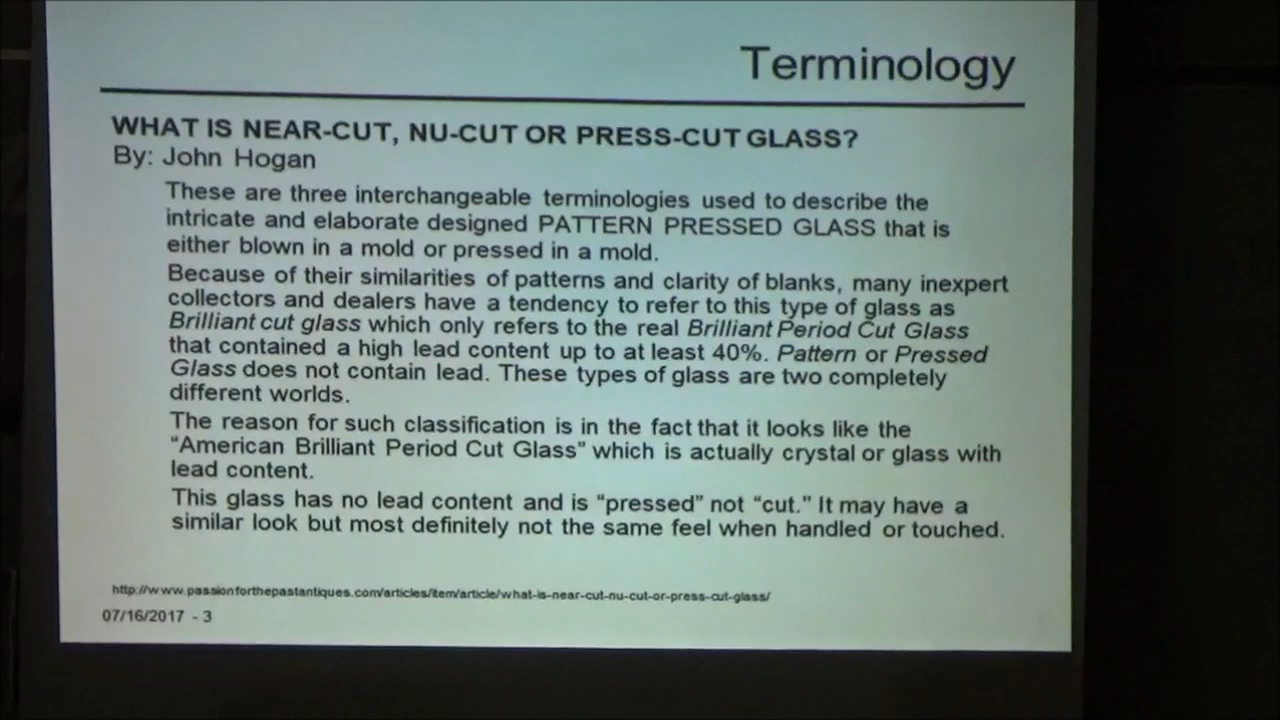 Terminology
WHAT IS NEAR-CUT, NU-CUT OR PRESS-CUT GLASS?
By: John Hogan
These are three interchangeable terminologies used to describe the
intricate and elaborate designed PATTERN PRESSED GLASS that is
either blown in a mold or pressed in a mold.
Because of their similarities of patterns and clarity of blanks, many inexpert
collectors and dealers have a tendency to refer to this type of glass as
Brilliant cut glass which only refers to the real Brilliant Period Cut Glass
that contained a high lead content up to at least 40%. Pattern or Pressed
Glass does not contain lead. These types of glass are two completely
different worlds.
The reason for such classification is in the fact that it looks like the
“American Brilliant Period Cut Glass” which is actually crystal or glass with
lead content.
This glass has no lead content and is “pressed” not “cut.” It may have a
similar look but most definitely not the same feel when handled or touched.
http://www.passionforthepastantiques.com/articles/item/article/what-is-near-cut-nu-cut-or-press-cut-glass/
07/16/2017 - 3